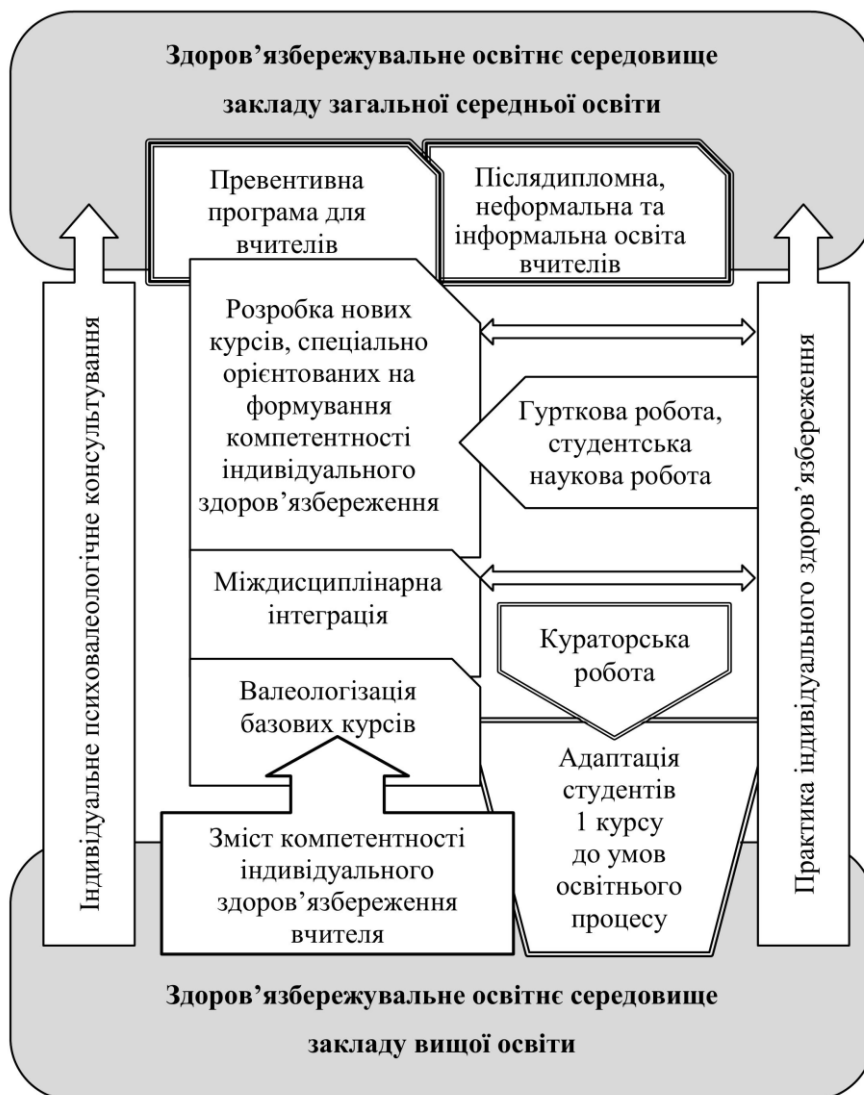 Здоров’язбережувальне освітнє середовище
закладу загальної середньої освіти
Превентивна
програма для
вчителів
Післядипломна,
неформальна та
інформальна освіта
вчителів
Індивідуальне психовалеологічне консультування
Розробка нових
курсів, спеціально
орієнтованих на
формування
компетентності
індивідуального
здоров’язбереження
Гурткова робота,
студентська
наукова робота
Практика індивідуального здоров’язбереження
Міждисциплінарна
інтеграція
Кураторська
робота
Валеологізація
базових курсів
Адаптація
студентів
1 курсу
до умов
освітнього
процесу
Зміст компетентності
індивідуального
здоров’язбереження
вчителя
Здоров’язбережувальне освітнє середовище
закладу вищої освіти